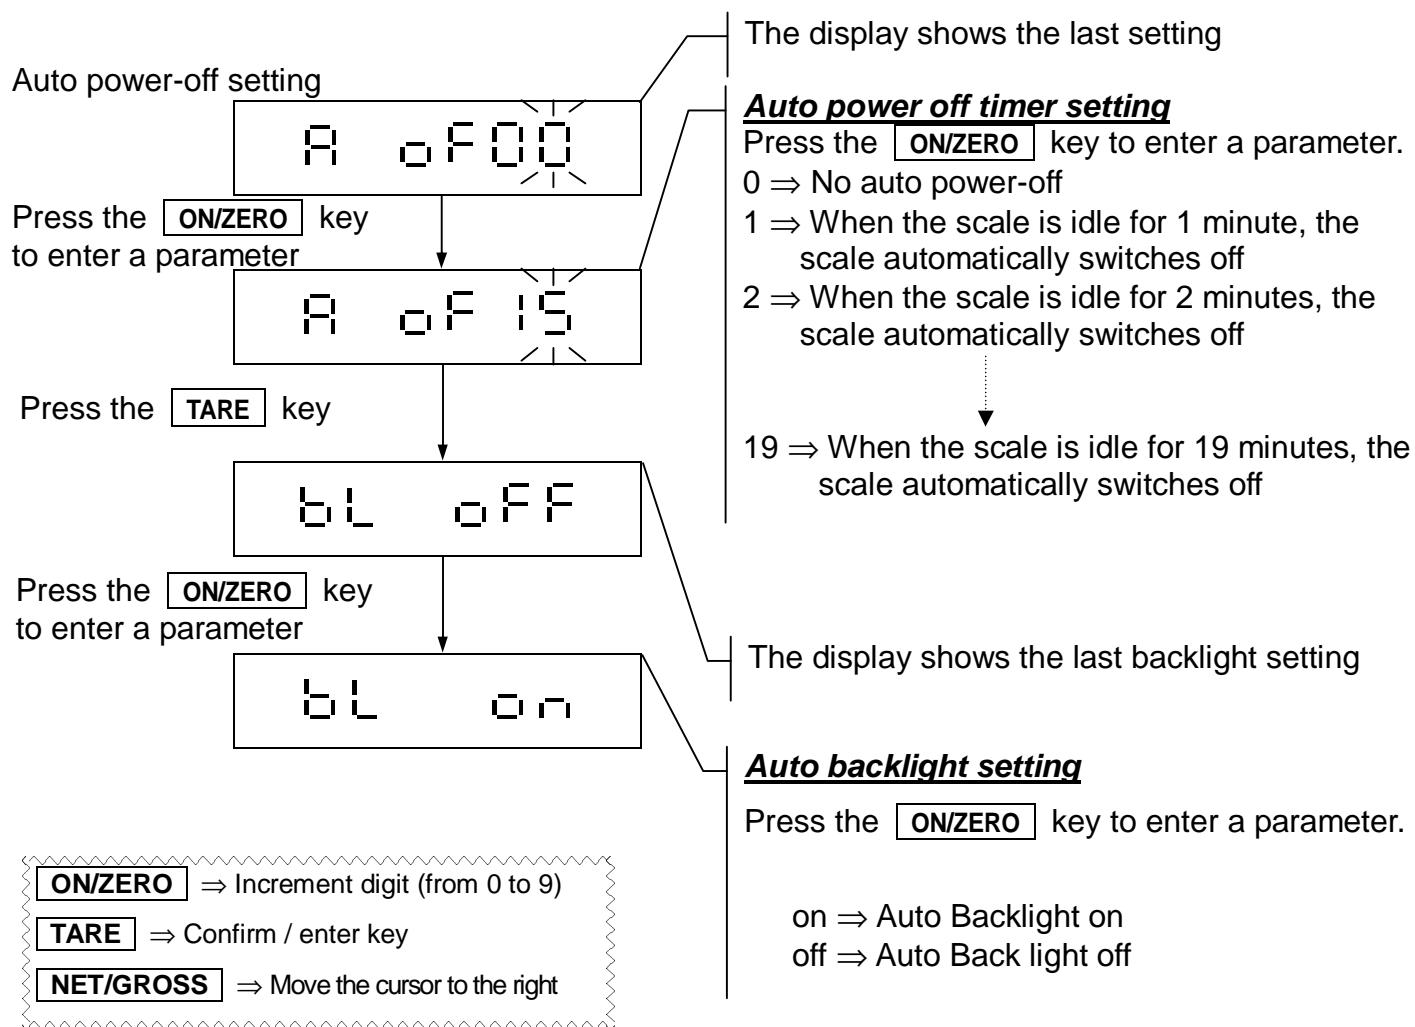 The display shows the last setting
Auto power-off setting
A oF00
Press the ON/ZERO key
to enter a parameter
A oF15
Press the TARE key
bL oFF
Press the ON/ZERO key
to enter a parameter
bL on
Auto power off timer setting
Press the ON/ZERO key to enter a parameter.
0 ⇒ No auto power-off
1 ⇒ When the scale is idle for 1 minute, the
scale automatically switches off
2 ⇒ When the scale is idle for 2 minutes, the
scale automatically switches off
19 ⇒ When the scale is idle for 19 minutes, the
scale automatically switches off
The display shows the last backlight setting
Auto backlight setting
Press the ON/ZERO key to enter a parameter.
on ⇒ Auto Backlight on
off ⇒ Auto Back light off
ON/ZERO ⇒ Increment digit (from 0 to 9)
TARE ⇒ Confirm / enter key
NET/GROSS ⇒ Move the cursor to the right